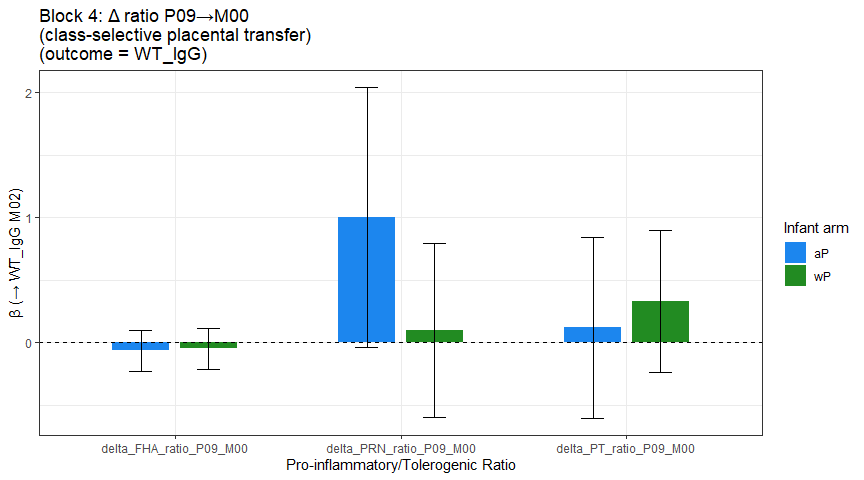 Block 4: Δ ratio P09→M00
(class-selective placental transfer)
(outcome = WT_IgG)
β (→ WT_IgG M02)
2
1
0
delta_FHA_ratio_P09_M00
delta_PRN_ratio_P09_M00
delta_PT_ratio_P09_M00
Pro-inflammatory/Tolerogenic Ratio
Infant arm
aP
wP